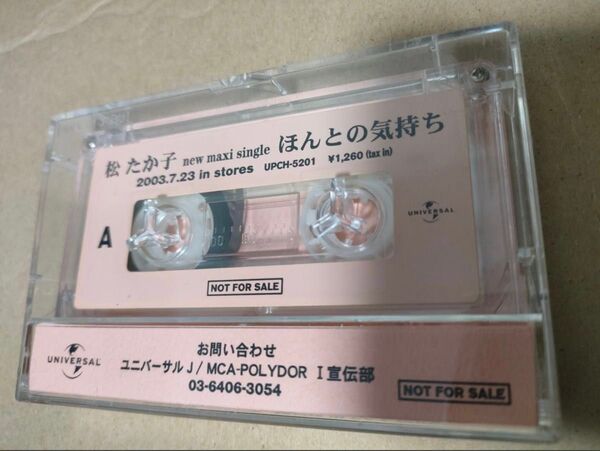 松 たか子 new maxi single ほんとの気持ち
2003.7.23 in stores UPCH-5201 ¥1,260 (tax in)
A
UNIVERSAL
NOT FOR SALE
UNIVERSAL
お問い合わせ
ユニバーサル J / MCA-POLYDOR Ⅰ宣伝部
03-6406-3054
NOT FOR SALE